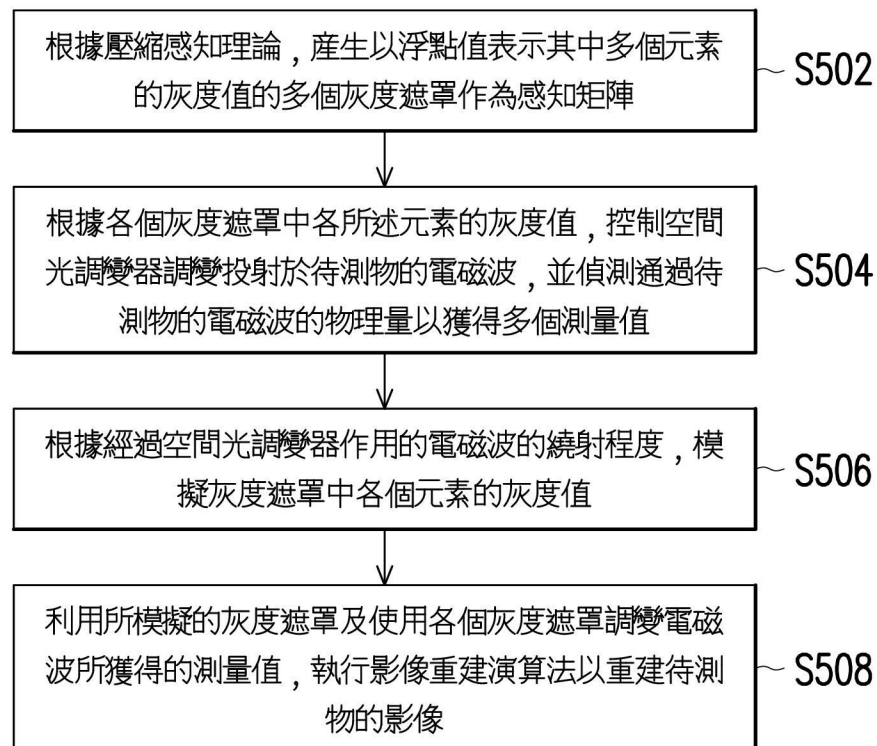 根據壓縮感知理論，產生以浮點值表示其中多個元素
的灰度值的多個灰度遮罩作為感知矩陣
S502
根據各個灰度遮罩中各所述元素的灰度值，控制空間
光調變器調變投射於待測物的電磁波，並偵測通過待
測物的電磁波的物理量以獲得多個測量值
S504
根據經過空間光調變器作用的電磁波的繞射程度，模
擬灰度遮罩中各個元素的灰度值
S506
利用所模擬的灰度遮罩及使用各個灰度遮罩調變電磁
波所獲得的測量值，執行影像重建演算法以重建待測
物的影像
S508